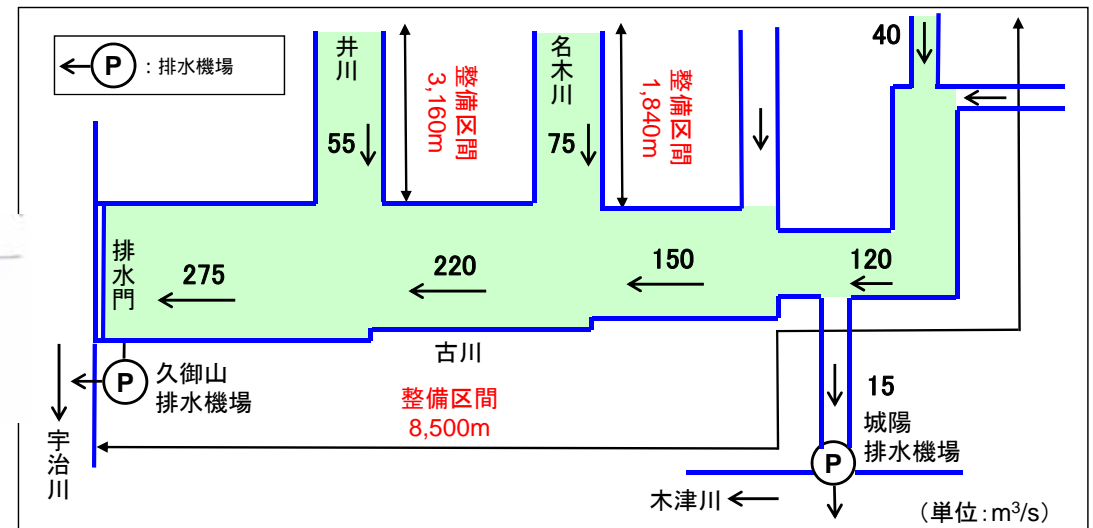 P
：排水機場
井川
整備区間
3,160m
名木川
整備区間
1,840m
40
55
75
排水門
275
220
150
120
古川
P
久御山
排水機場
整備区間
8,500m
15
城陽
排水機場
P
宇治川
木津川
（単位:m³/s）